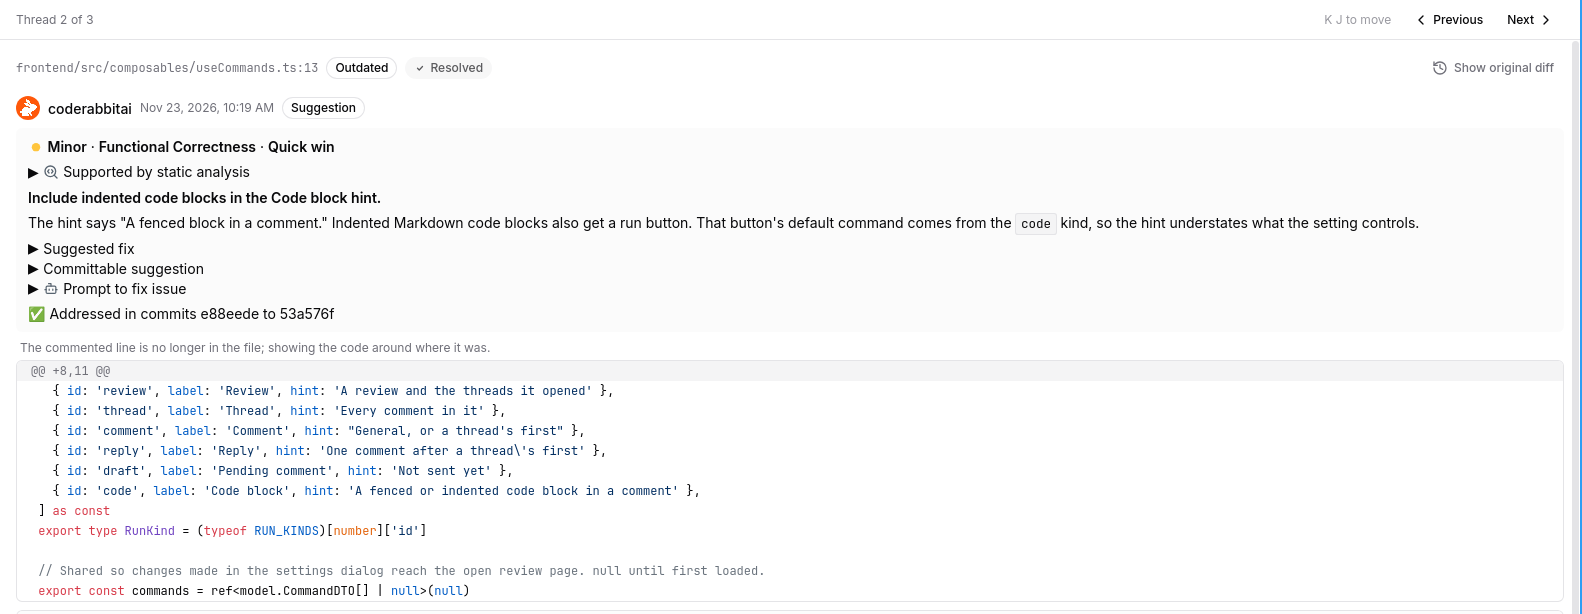 Thread 2 of 3
K J to move
Previous
Next
frontend/src/composables/useCommands.ts:13
Outdated
Resolved
Show original diff
coderabbitai Nov 23, 2026, 10:19 AM Suggestion
Minor · Functional Correctness · Quick win
Supported by static analysis
Include indented code blocks in the Code block hint.
The hint says "A fenced block in a comment." Indented Markdown code blocks also get a run button. That button's default command comes from the code kind, so the hint understates what the setting controls.
Suggested fix
Committable suggestion
Prompt to fix issue
✅ Addressed in commits e88eede to 53a576f
The commented line is no longer in the file; showing the code around where it was.
@@ +8,11 @@
{ id: 'review', label: 'Review', hint: 'A review and the threads it opened' },
{ id: 'thread', label: 'Thread', hint: 'Every comment in it' },
{ id: 'comment', label: 'Comment', hint: "General, or a thread's first" },
{ id: 'reply', label: 'Reply', hint: 'One comment after a thread\'s first' },
{ id: 'draft', label: 'Pending comment', hint: 'Not sent yet' },
{ id: 'code', label: 'Code block', hint: 'A fenced or indented code block in a comment' },
] as const
export type RunKind = (typeof RUN_KINDS)[number]['id']
// Shared so changes made in the settings dialog reach the open review page. null until first loaded.
export const commands = ref<model.CommandDTO[] | null>(null)